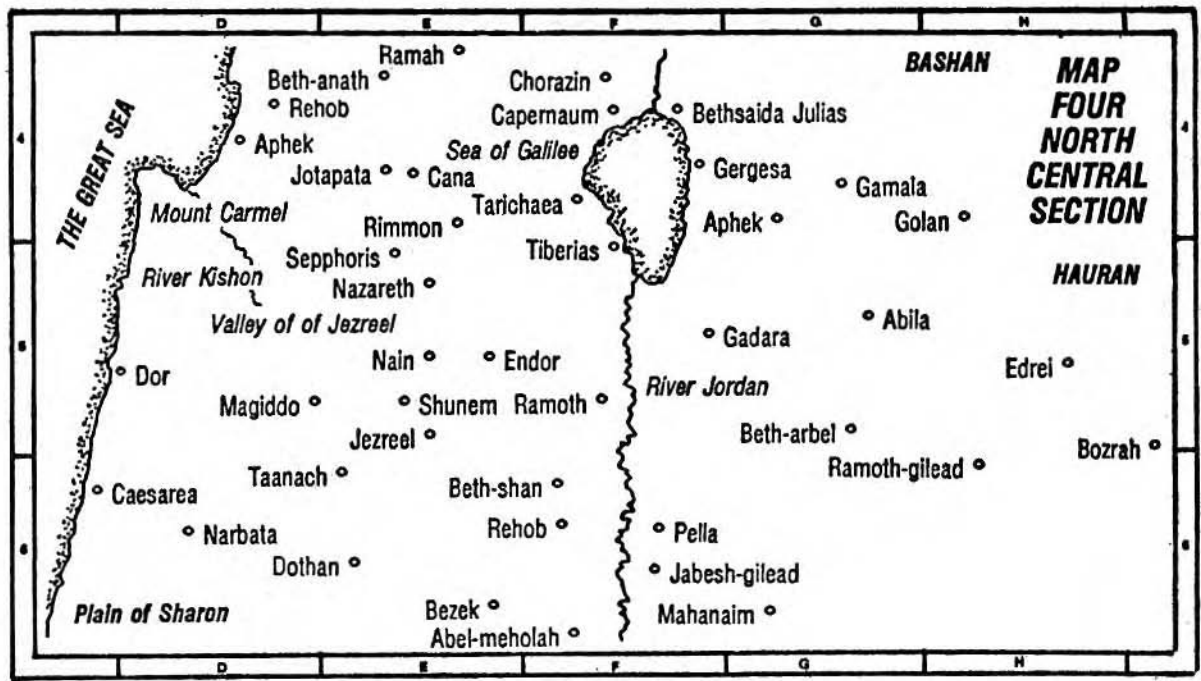 D E F G H
BASHAN
MAP
FOUR
NORTH
CENTRAL
SECTION
THE GREAT SEA
4
4
Ramah
Beth-anath
Chorazin
Rehob
Capernaum
Bethsaida Julias
Aphek
Sea of Galilee
Jotapata
Cana
Gergesa
Gamala
Mount Carmel
Tarichaea
Rimmon
Aphek
Golan
Sepphoris
Tiberias
River Kishon
HAURAN
Nazareth
Valley of of Jezreel
Abila
Gadara
5
5
Nain
Endor
Dor
Edrei
River Jordan
Magiddo
Shunem
Ramoth
Jezreel
Beth-arbel
Bozrah
Ramoth-gilead
Taanach
Caesarea
Beth-shan
Narbata
Rehob
Pella
6
6
Dothan
Jabesh-gilead
Plain of Sharon
Bezek
Mahanaim
Abel-meholah
D E F G H